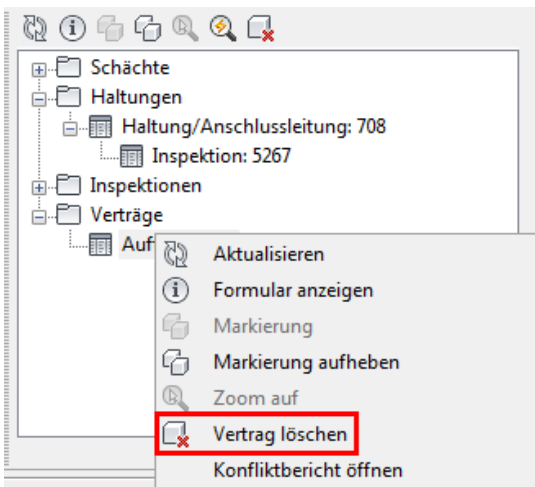 Schächte
Haltungen
Haltung/Anschlussleitung: 708
Inspektion: 5267
Inspektionen
Verträge
Aktualisieren
Formular anzeigen
Markierung
Markierung aufheben
Zoom auf
Vertrag löschen
Konfliktbericht öffnen